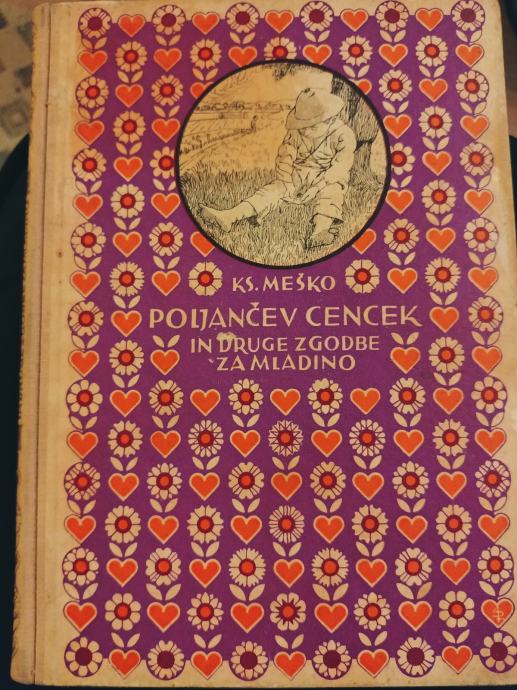 KS. MEŠKO
POLJANČEV CENCEK
IN DRUGE ZGODBE
ZA MLADINO